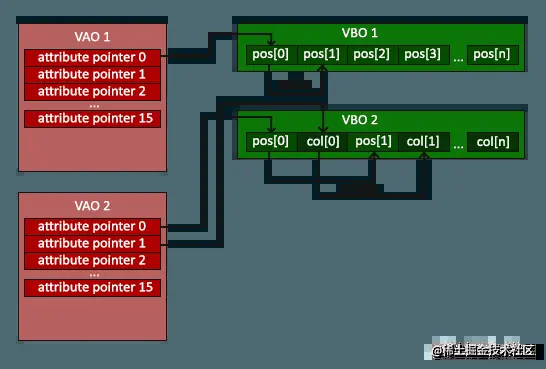 VAO 1
attribute pointer 0
attribute pointer 1
attribute pointer 2
...
attribute pointer 15
VBO 1
pos[0] pos[1] pos[2] pos[3] ... pos[n]
VBO 2
pos[0] col[0] pos[1] col[1] ... col[n]
VAO 2
attribute pointer 0
attribute pointer 1
attribute pointer 2
...
attribute pointer 15
@稀土掘金技术社区